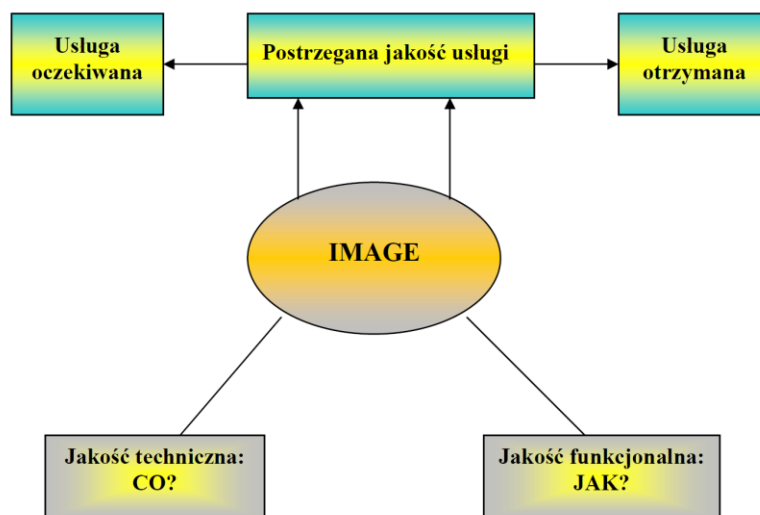 Usługa
oczekiwana
Postrzegana jakość usługi
Usługa
otrzymana
IMAGE
Jakość techniczna:
CO?
Jakość funkcjonalna:
JAK?